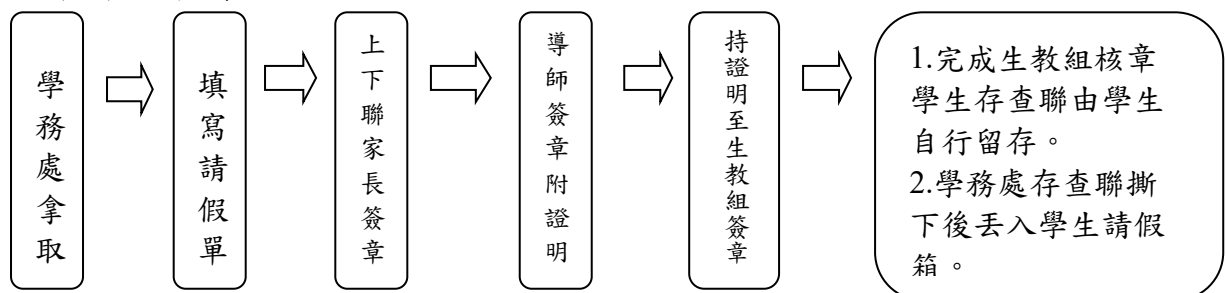 學務處拿取
填寫請假單
上下聯家長簽章
導師簽章附證明
持證明至生教組簽章
1.完成生教組核章
學生存查聯由學生
自行留存。
2.學務處存查聯撕
下後丟入學生請假
箱。